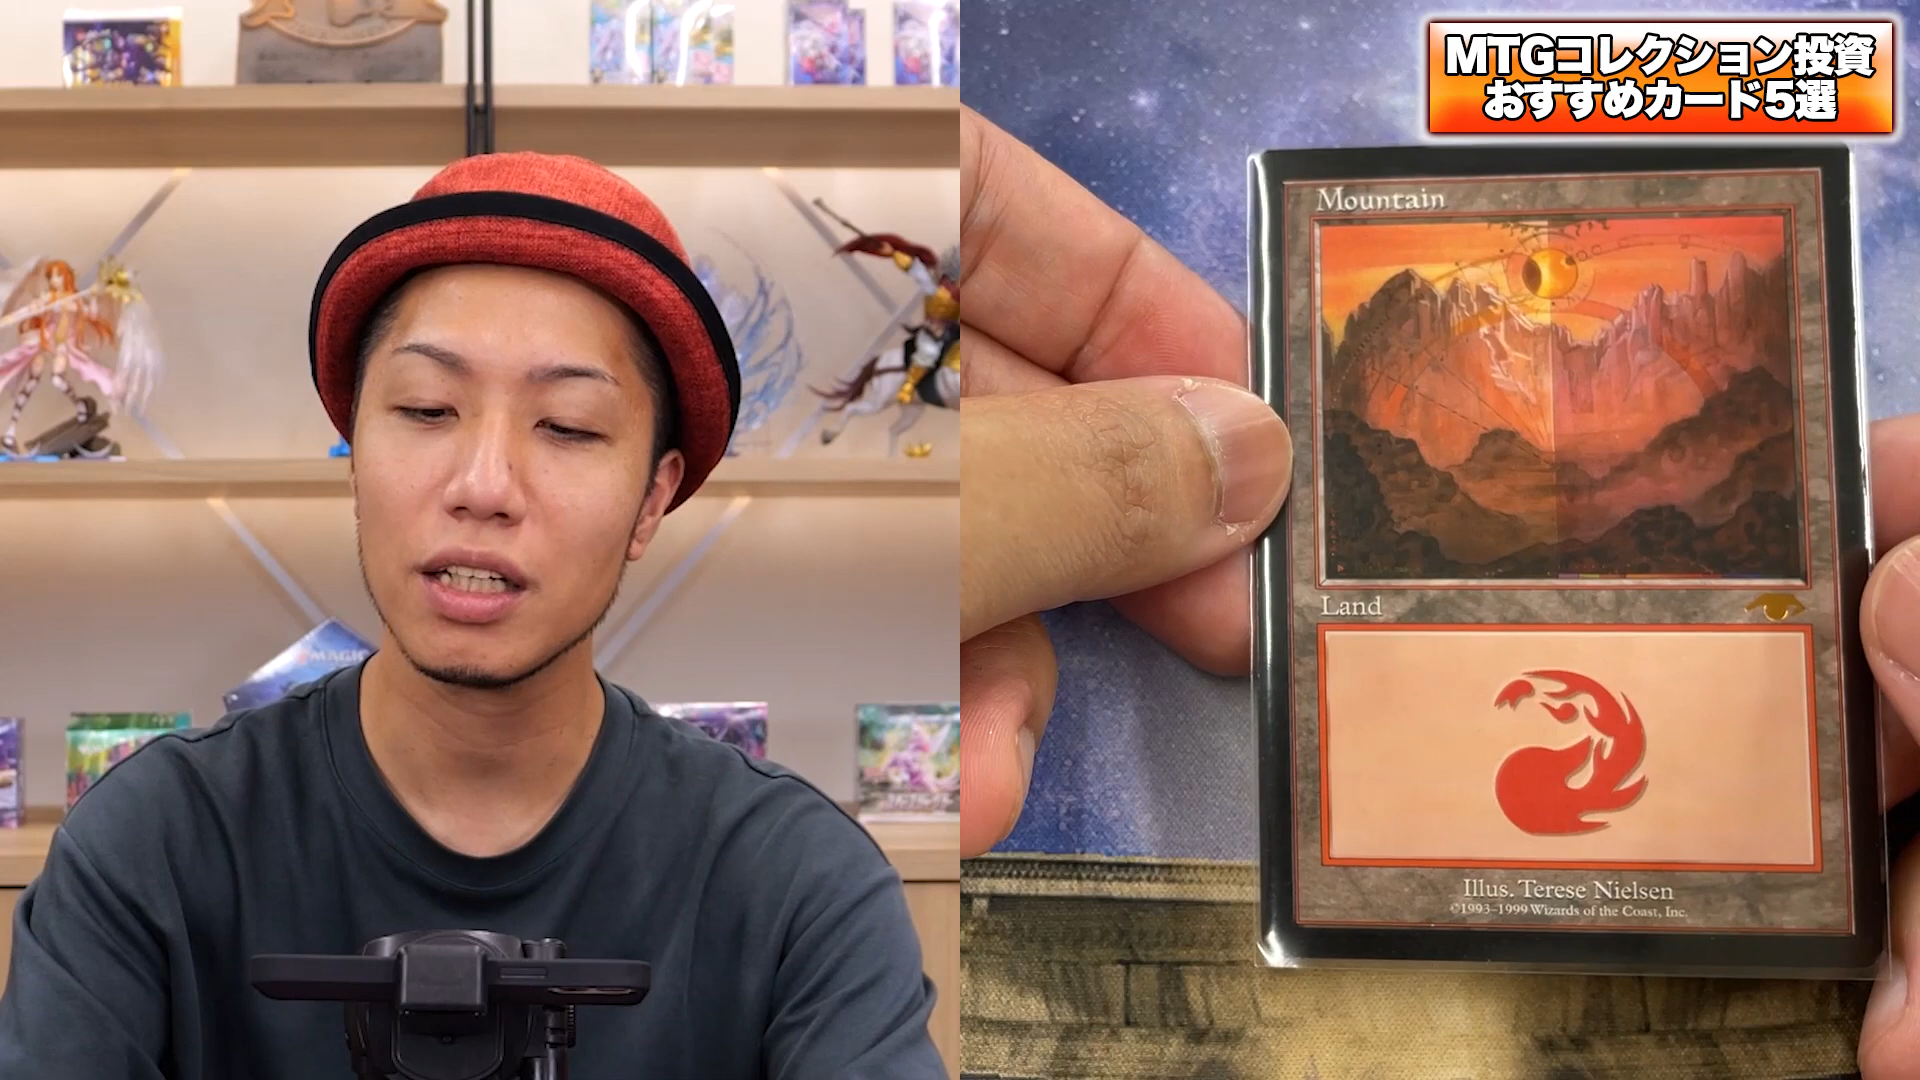 MTGコレクション投資
おすすめカード5選
Mountain
Land
Illus. Terese Nielsen
©1993-1999 Wizards of the Coast, Inc.
MAGIC